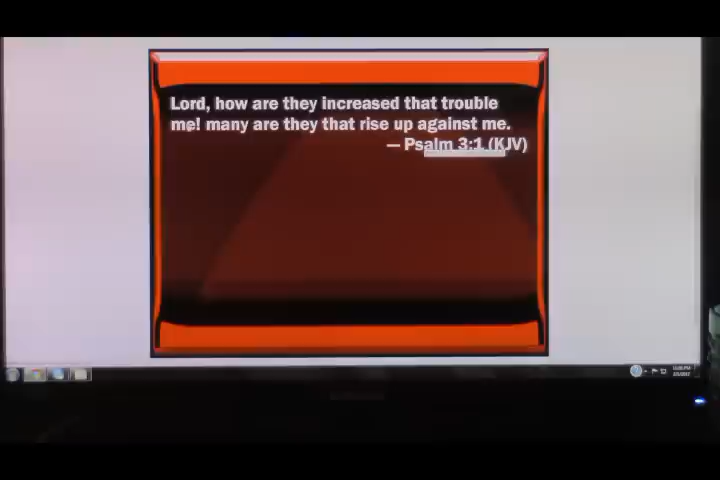 Lord, how are they increased that trouble
me! many are they that rise up against me.
— Psalm 3:1 (KJV)